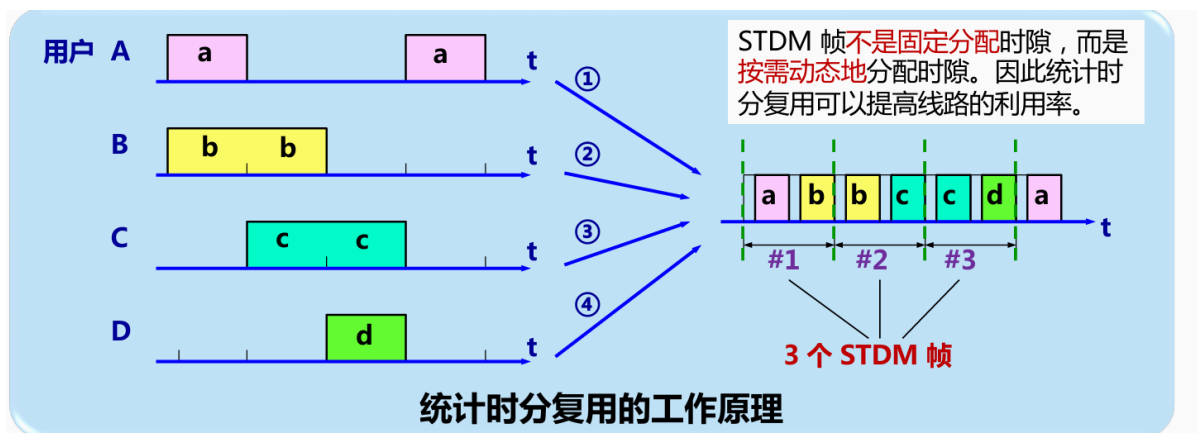 用户 A a a t ①
STDM 帧不是固定分配时隙，而是
按需动态地分配时隙。因此统计时
分复用可以提高线路的利用率。
B b b t ②
C c c t ③
D d t ④
a b b c c d a t
#1 #2 #3
3 个 STDM 帧
统计时分复用的工作原理